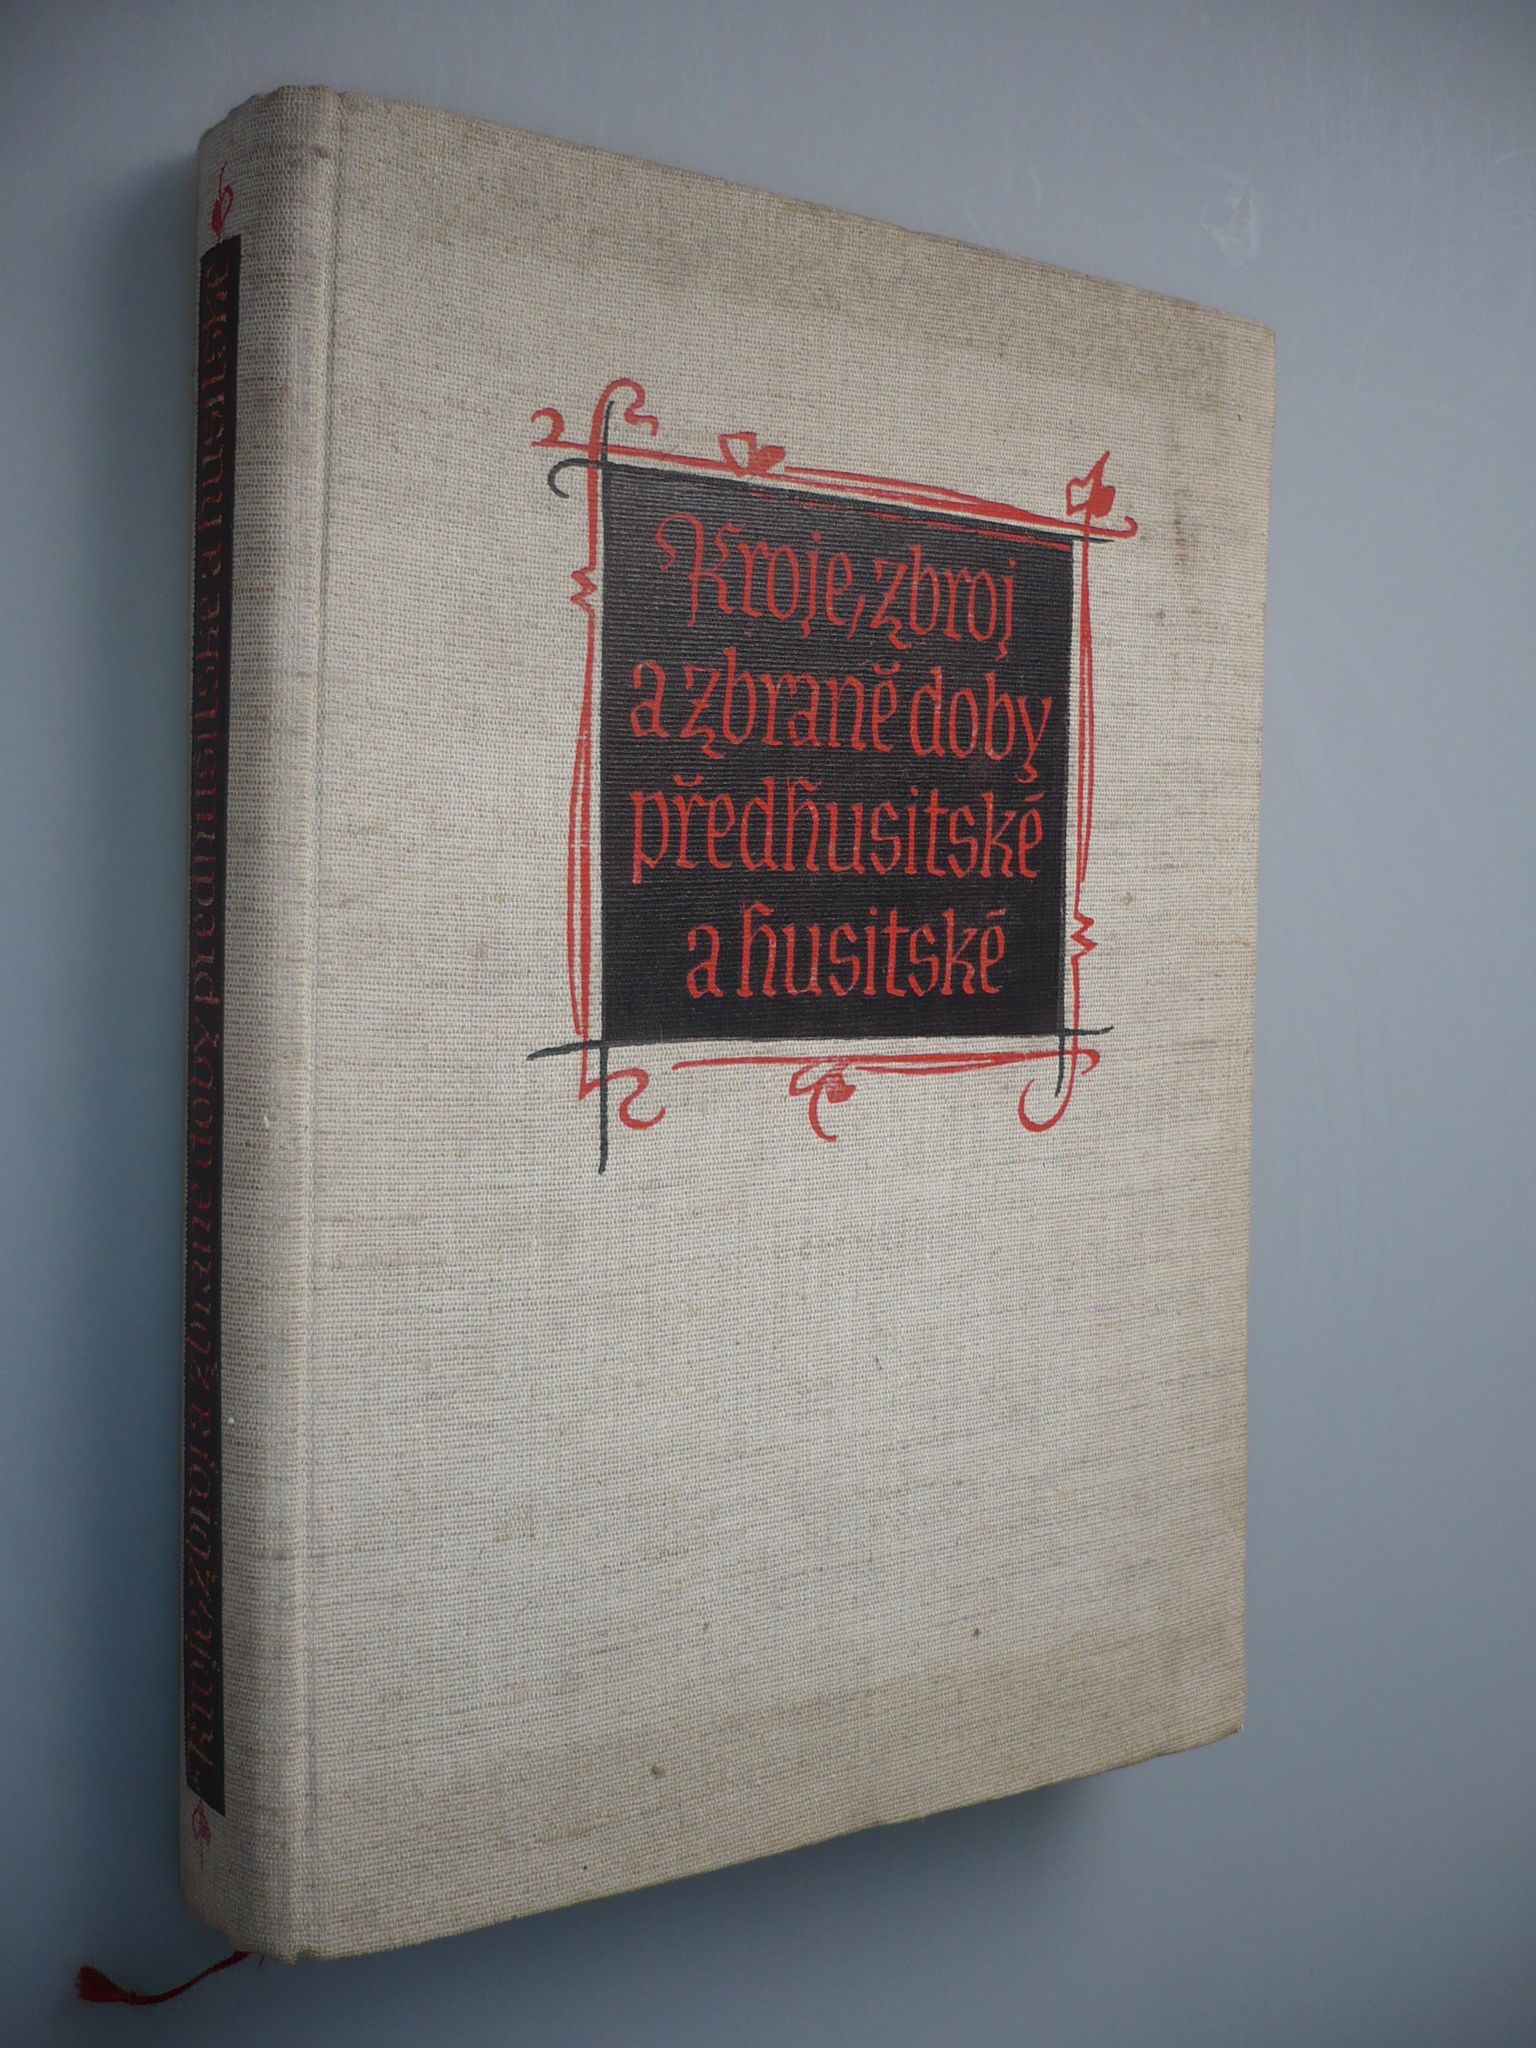 Kroje, zbroj
a zbraně doby
předhusitské
a husitské
Kroje, zbroj a zbraně doby předhusitské a husitské